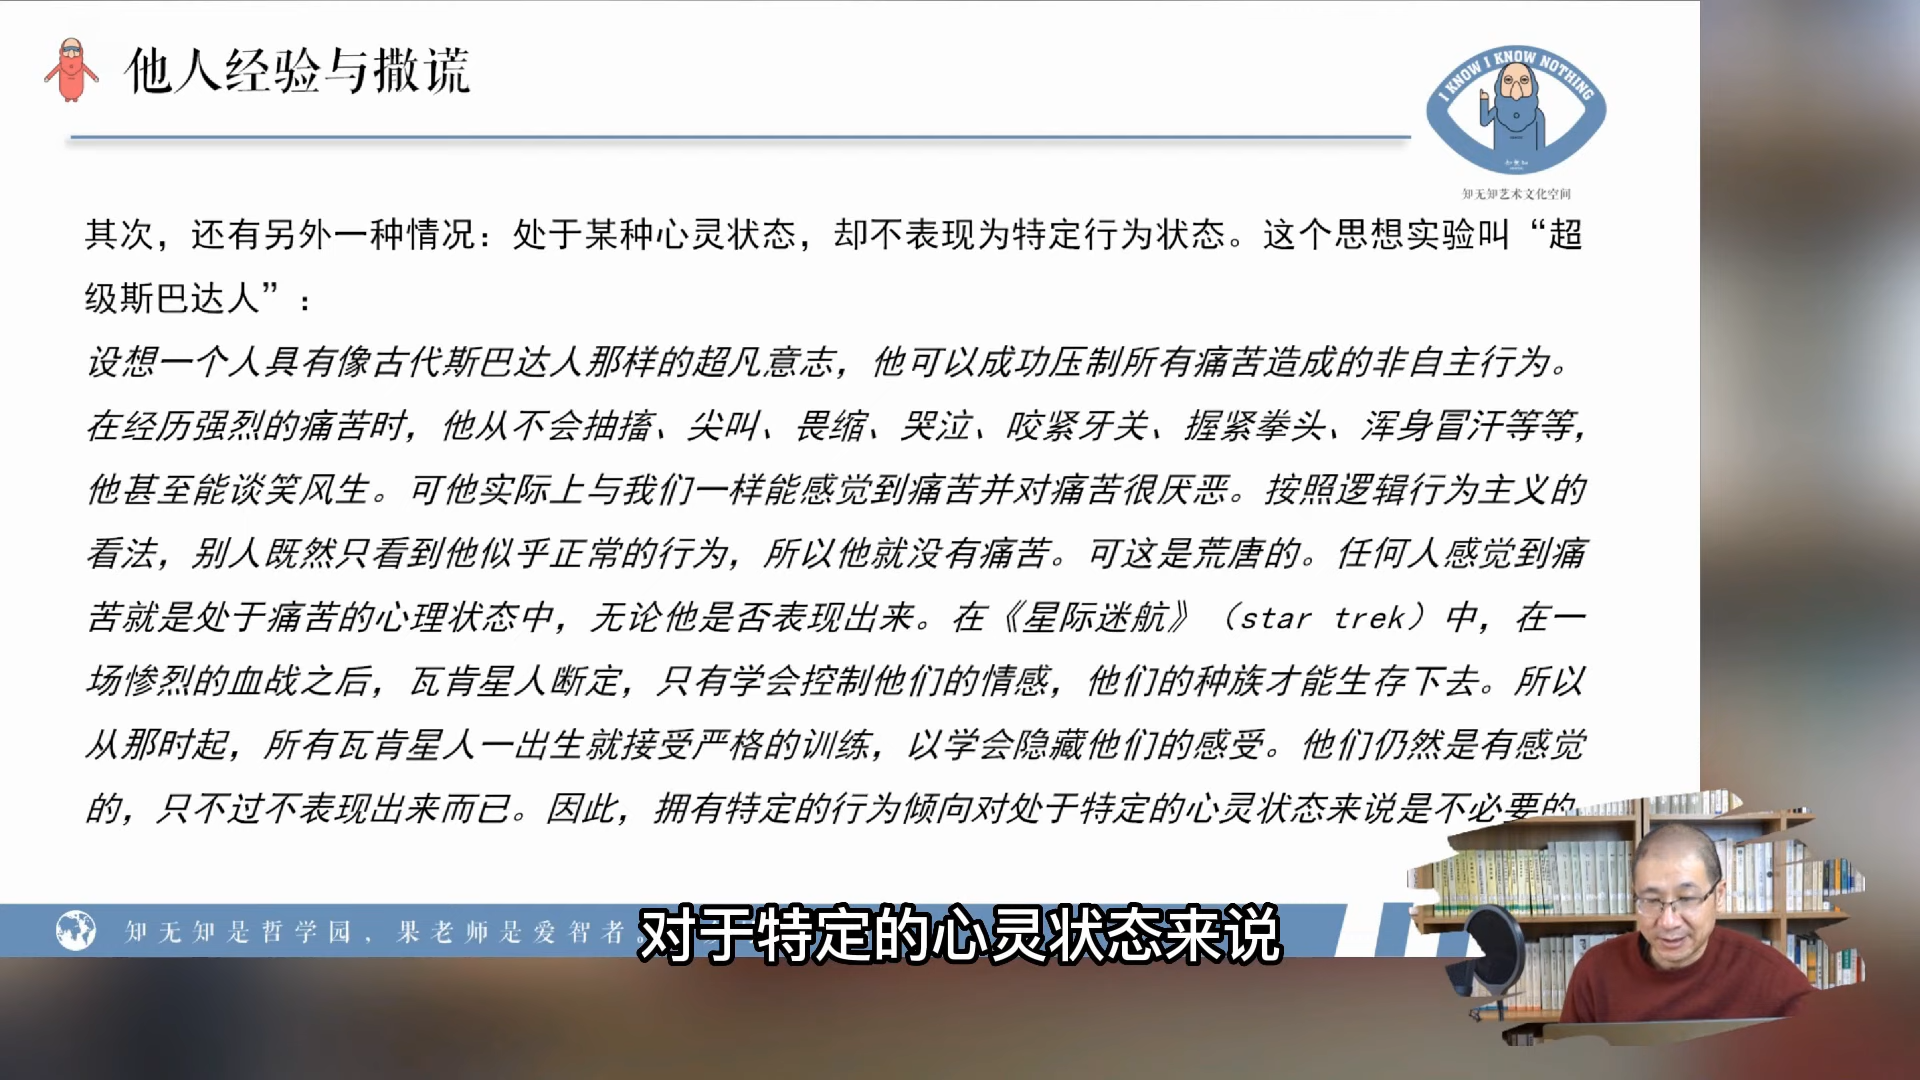 他人经验与撒谎
I KNOW I KNOW NOTHING
知无知艺术文化空间
其次，还有另外一种情况：处于某种心灵状态，却不表现为特定行为状态。这个思想实验叫“超
级斯巴达人”：
设想一个人具有像古代斯巴达人那样的超凡意志，他可以成功压制所有痛苦造成的非自主行为。
在经历强烈的痛苦时，他从不会抽搐、尖叫、畏缩、哭泣、咬紧牙关、握紧拳头、浑身冒汗等等，
他甚至能谈笑风生。可他实际上与我们一样能感觉到痛苦并对痛苦很厌恶。按照逻辑行为主义的
看法，别人既然只看到他似乎正常的行为，所以他就没有痛苦。可这是荒唐的。任何人感觉到痛
苦就是处于痛苦的心理状态中，无论他是否表现出来。在《星际迷航》（star trek）中，在一
场惨烈的血战之后，瓦肯星人断定，只有学会控制他们的情感，他们的种族才能生存下去。所以
从那时起，所有瓦肯星人一出生就接受严格的训练，以学会隐藏他们的感受。他们仍然是有感觉
的，只不过不表现出来而已。因此，拥有特定的行为倾向对处于特定的心灵状态来说是不必要的
知无知是哲学园，果老师是爱智者。
对于特定的心灵状态来说